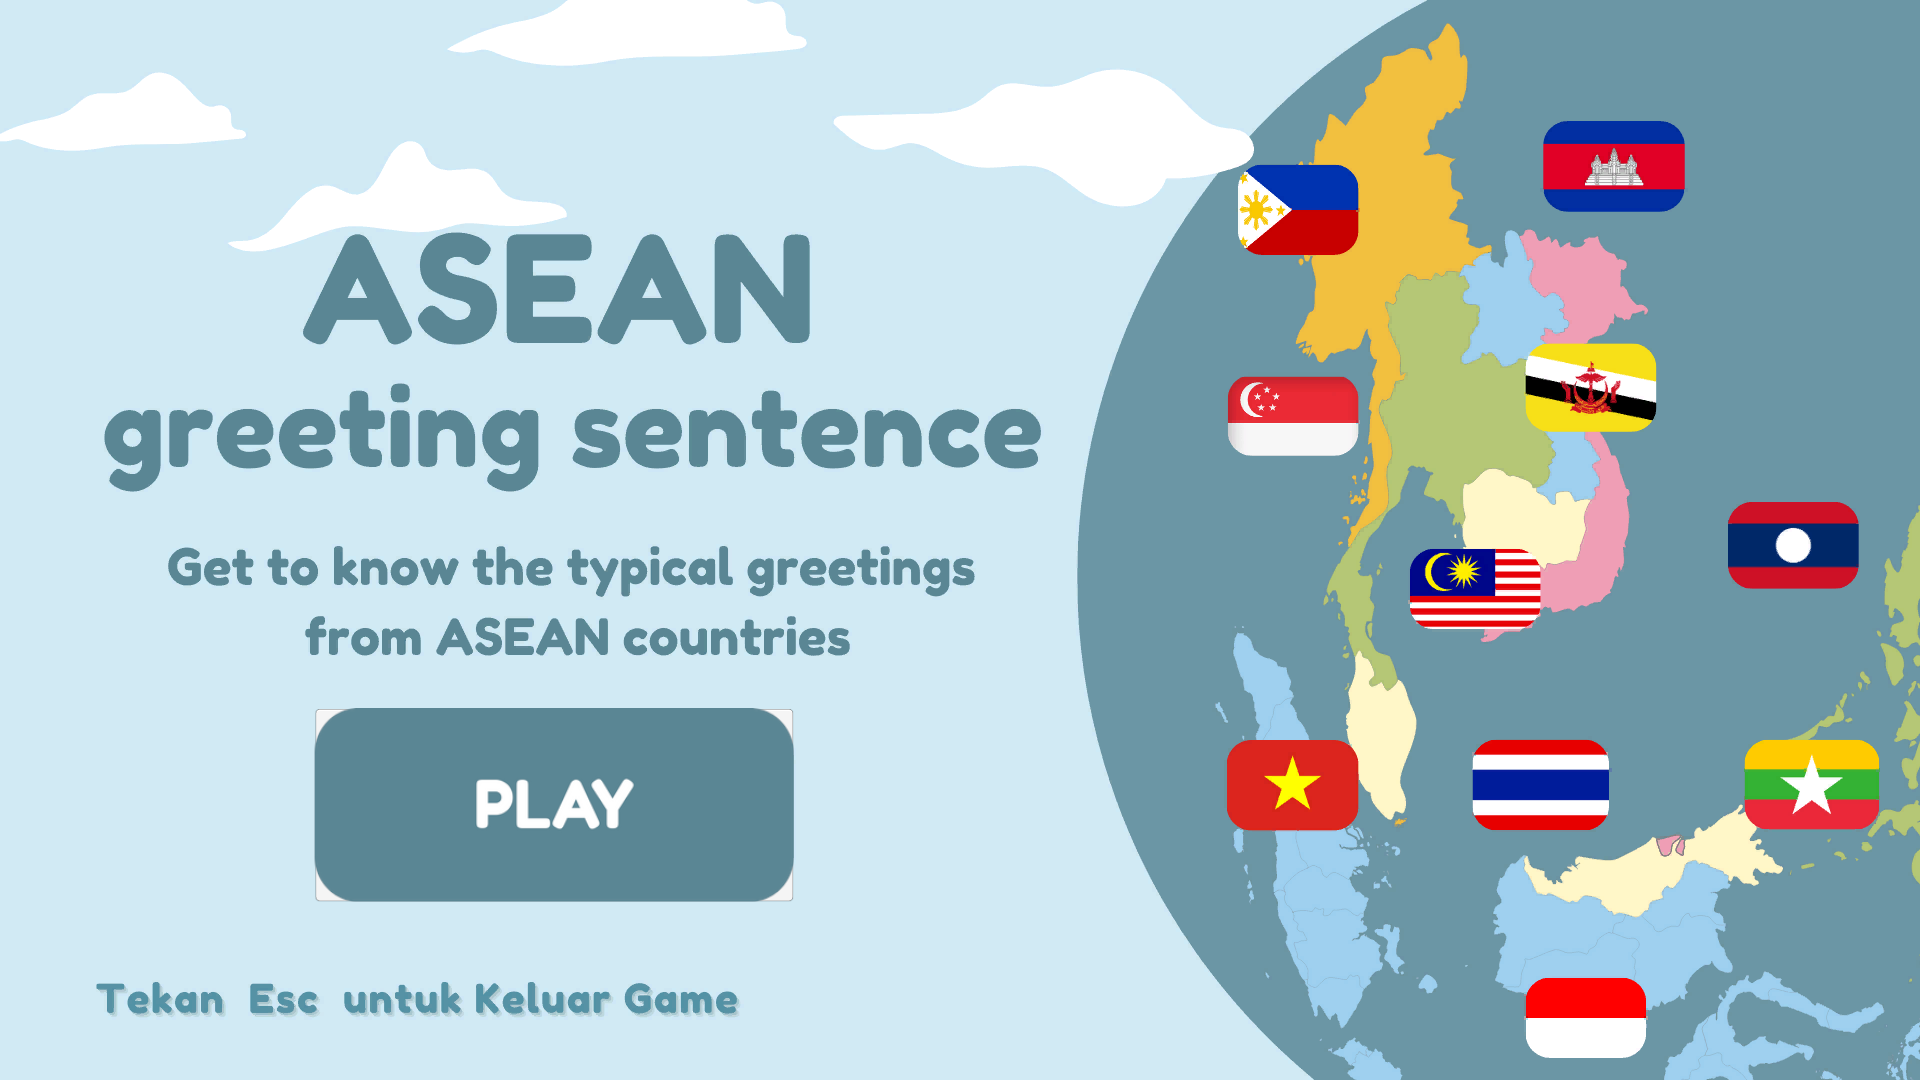 ASEAN
greeting sentence
Get to know the typical greetings
from ASEAN countries
PLAY
Tekan Esc untuk Keluar Game